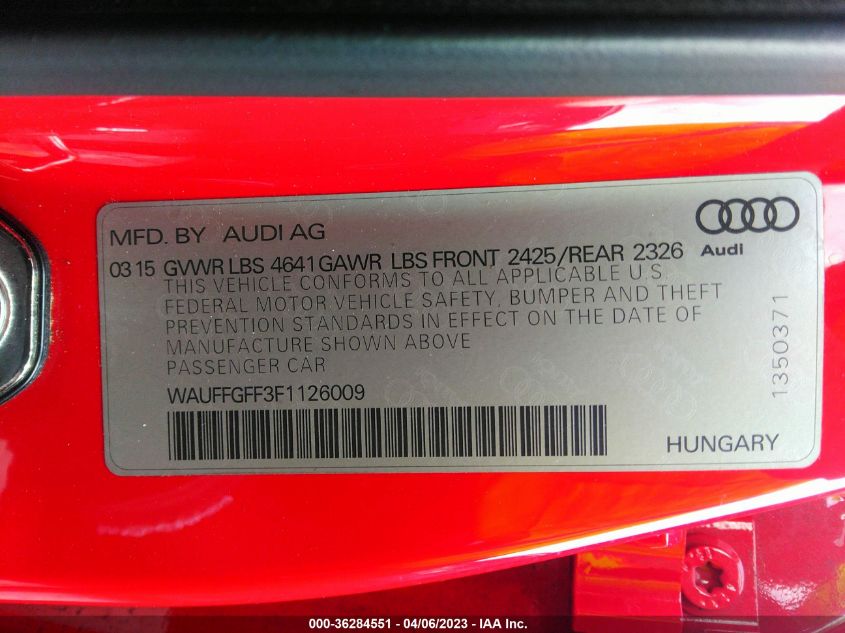 MFD. BY AUDI AG
Audi
03 15 GVWR LBS 4641 GAWR LBS FRONT 2425/REAR 2326
THIS VEHICLE CONFORMS TO ALL APPLICABLE U.S.
FEDERAL MOTOR VEHICLE SAFETY, BUMPER AND THEFT
PREVENTION STANDARDS IN EFFECT ON THE DATE OF
MANUFACTURE SHOWN ABOVE
PASSENGER CAR
WAUFFGFF3F1126009
1350371
HUNGARY
000-36284551 - 04/06/2023 - IAA Inc.